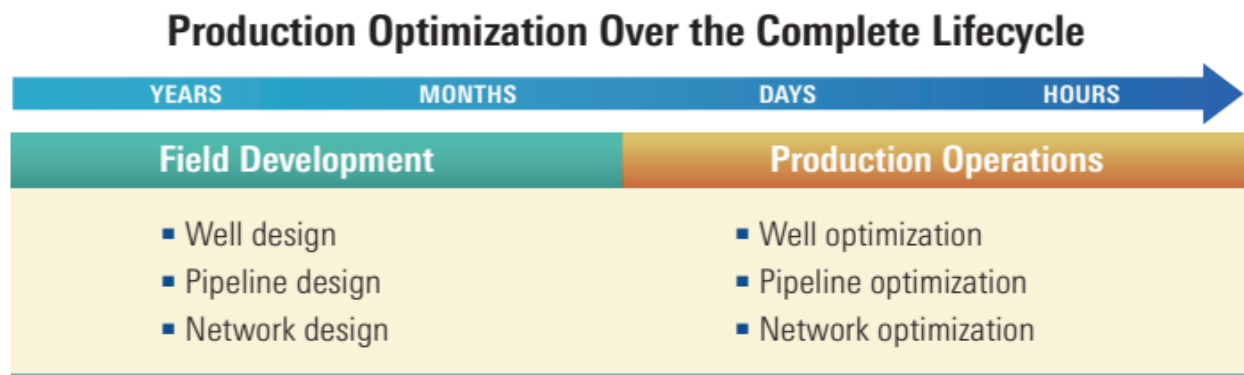 Production Optimization Over the Complete Lifecycle
YEARS MONTHS DAYS HOURS
Field Development Production Operations
▪ Well design ▪ Well optimization
▪ Pipeline design ▪ Pipeline optimization
▪ Network design ▪ Network optimization